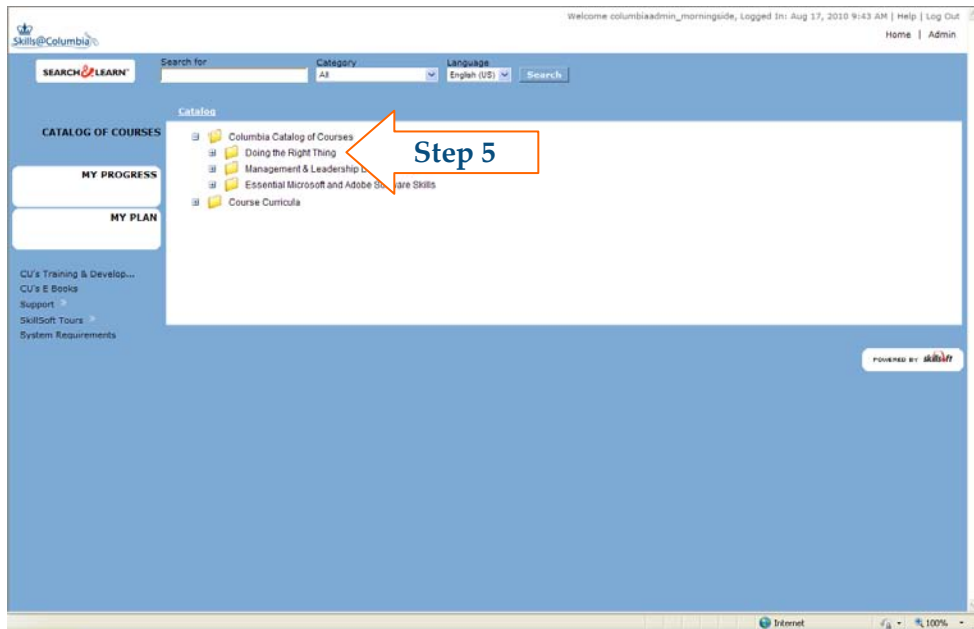 Welcome columbiaadmin_morningside, Logged In: Aug 17, 2010 9:43 AM | Help | Log Out
Skills@Columbia
Home | Admin
SEARCH & LEARN
Search for
Category
Language
All
English (US)
Search
Catalog
CATALOG OF COURSES
Columbia Catalog of Courses
Doing the Right Thing
Step 5
Management & Leadership
Essential Microsoft and Adobe Software Skills
Course Curricula
MY PROGRESS
MY PLAN
CU's Training & Develop...
CU's E Books
Support
SkillSoft Tours
System Requirements
POWERED BY skillsoft
Internet
100%